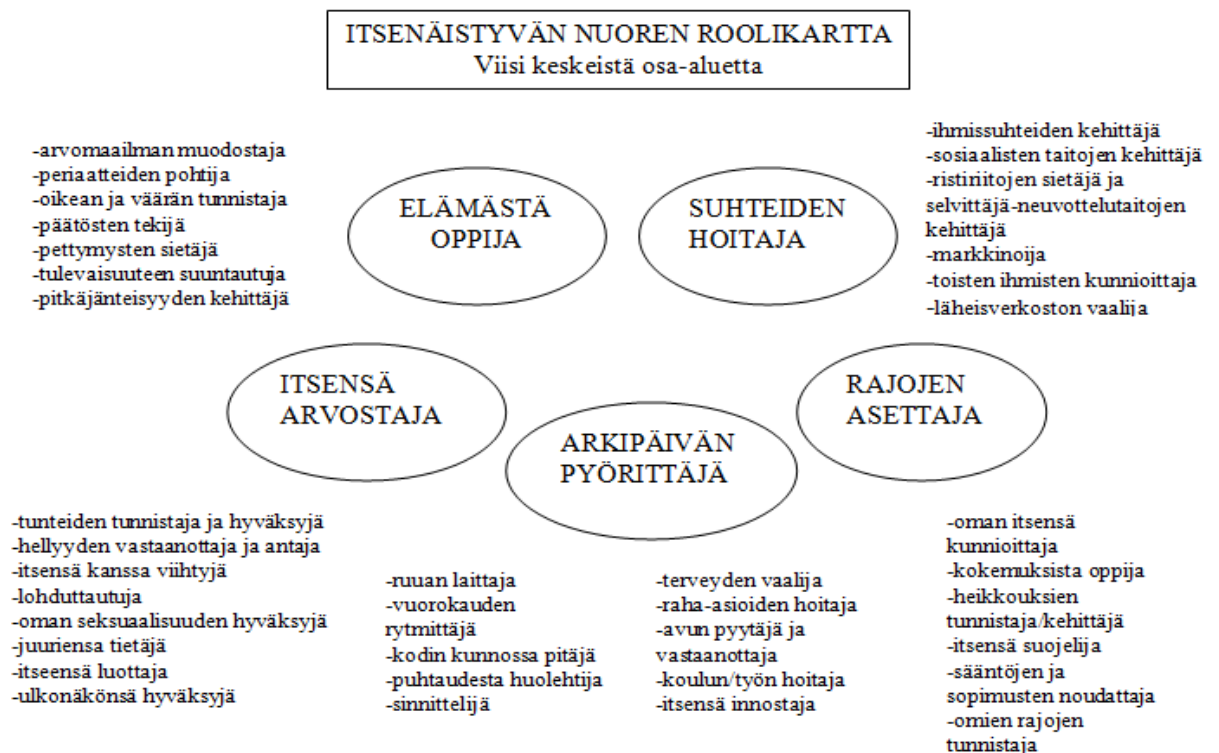 ITSENÄISTYVÄN NUOREN ROOLIKARTTA
Viisi keskeistä osa-aluetta
-arvomaailman muodostaja
-periaatteiden pohtija
-oikean ja väärän tunnistaja
-päätösten tekijä
-pettymysten sietäjä
-tulevaisuuteen suuntautuja
-pitkäjänteisyyden kehittäjä
ELÄMÄSTÄ
OPPIJA
SUHTEIDEN
HOITAJA
-ihmissuhteiden kehittäjä
-sosiaalisten taitojen kehittäjä
-ristiriitojen sietäjä ja
selvittäjä-neuvottelutaitojen
kehittäjä
-markkinoija
-toisten ihmisten kunnioittaja
-läheisverkoston vaalija
ITSENSÄ
ARVOSTAJA
ARKIPÄIVÄN
PYÖRITTÄJÄ
RAJOJEN
ASETTAJA
-tunteiden tunnistaja ja hyväksyjä
-hellyyden vastaanottaja ja antaja
-itsensä kanssa viihtyjä
-lohduttautuja
-oman seksuaalisuuden hyväksyjä
-juuriensa tietäjä
-itseensä luottaja
-ulkonäkönsä hyväksyjä
-ruuan laittaja
-vuorokauden
rytmittäjä
-kodin kunnossa pitäjä
-puhtaudesta huolehtija
-sinnittelijä
-terveyden vaalija
-raha-asioiden hoitaja
-avun pyytäjä ja
vastaanottaja
-koulun/työn hoitaja
-itsensä innostaja
-oman itsensä
kunnioittaja
-kokemuksista oppija
-heikkouksien
tunnistaja/kehittäjä
-itsensä suojelija
-sääntöjen ja
sopimusten noudattaja
-omien rajojen
tunnistaja